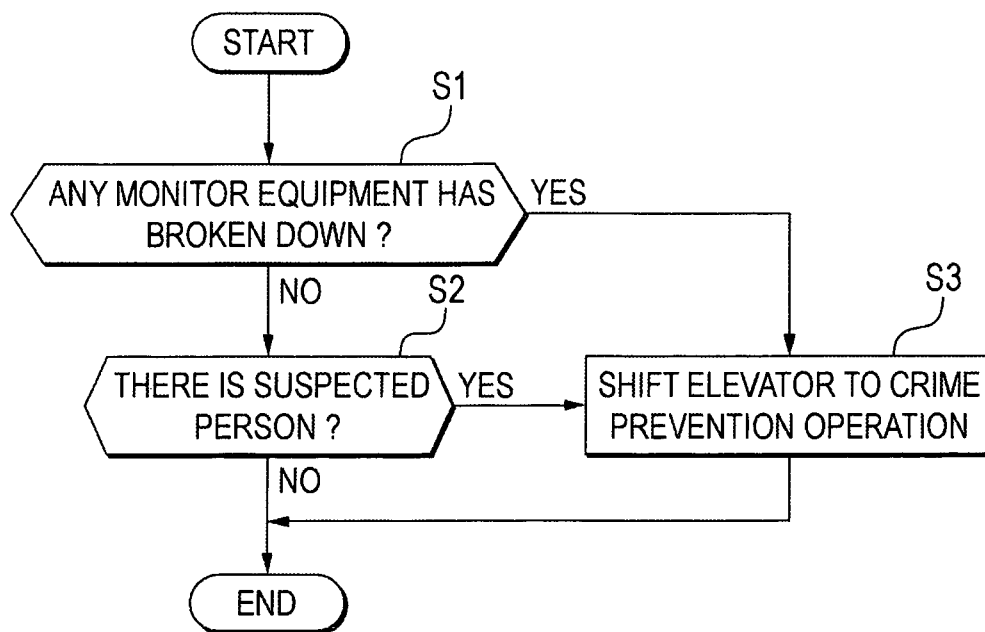 START
S1
ANY MONITOR EQUIPMENT HAS
BROKEN DOWN ?
YES
NO
S2
S3
THERE IS SUSPECTED
PERSON ?
YES
SHIFT ELEVATOR TO CRIME
PREVENTION OPERATION
NO
END